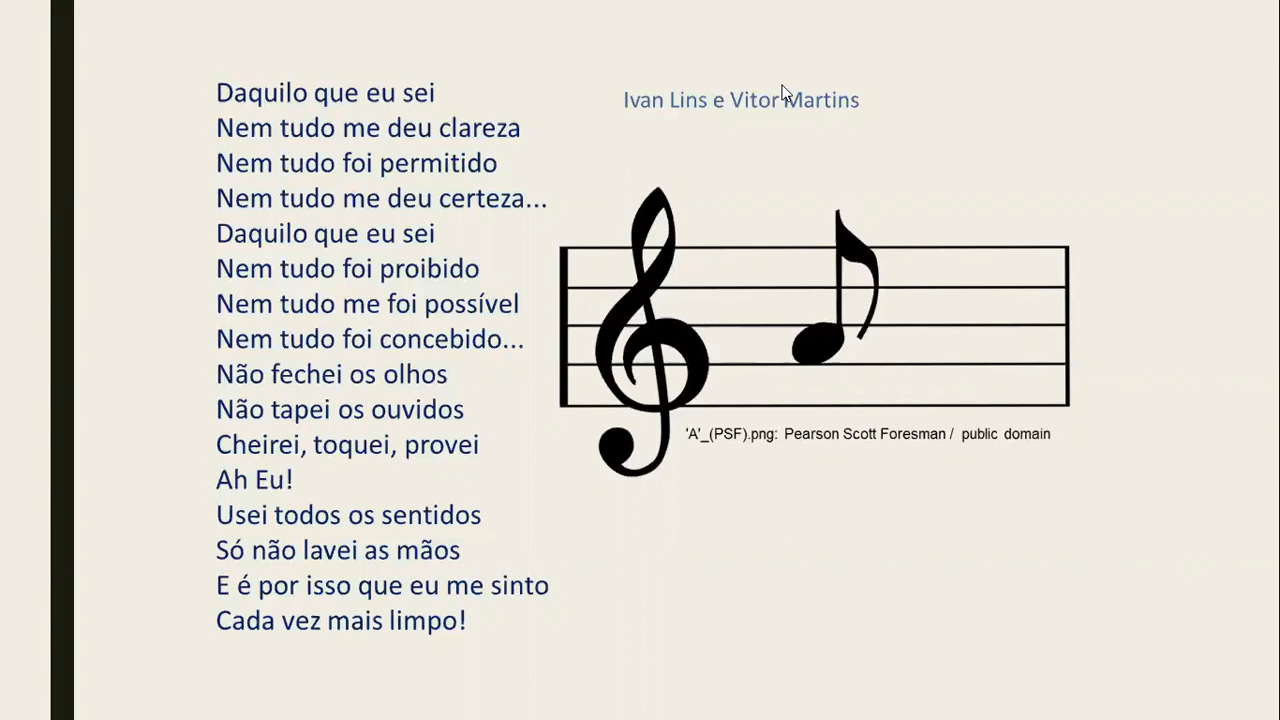 Daquilo que eu sei
Nem tudo me deu clareza
Nem tudo foi permitido
Nem tudo me deu certeza...
Daquilo que eu sei
Nem tudo foi proibido
Nem tudo me foi possível
Nem tudo foi concebido...
Não fechei os olhos
Não tapei os ouvidos
Cheirei, toquei, provei
Ah Eu!
Usei todos os sentidos
Só não lavei as mãos
E é por isso que eu me sinto
Cada vez mais limpo!
Ivan Lins e Vitor Martins
'A'_(PSF).png: Pearson Scott Foresman / public domain